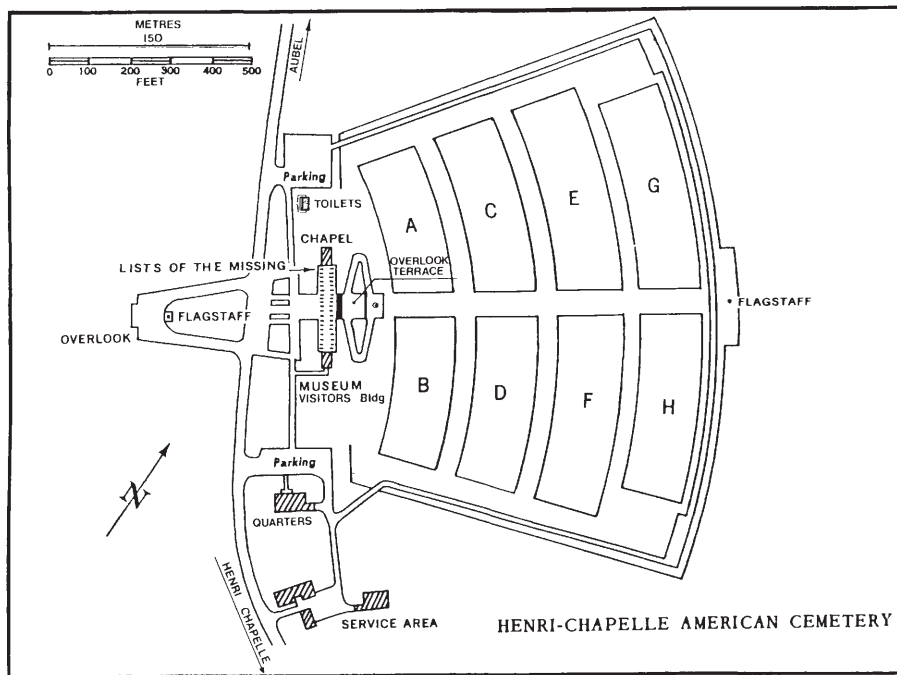 METRES
150
0 100 200 300 400 500
FEET
AUBEL
Parking
TOILETS
CHAPEL
LISTS OF THE MISSING
OVERLOOK
TERRACE
A
C
E
G
FLAGSTAFF
FLAGSTAFF
OVERLOOK
MUSEUM
VISITORS Bldg
B
D
F
H
Parking
N
QUARTERS
HENRI CHAPELLE
SERVICE AREA
HENRI-CHAPELLE AMERICAN CEMETERY